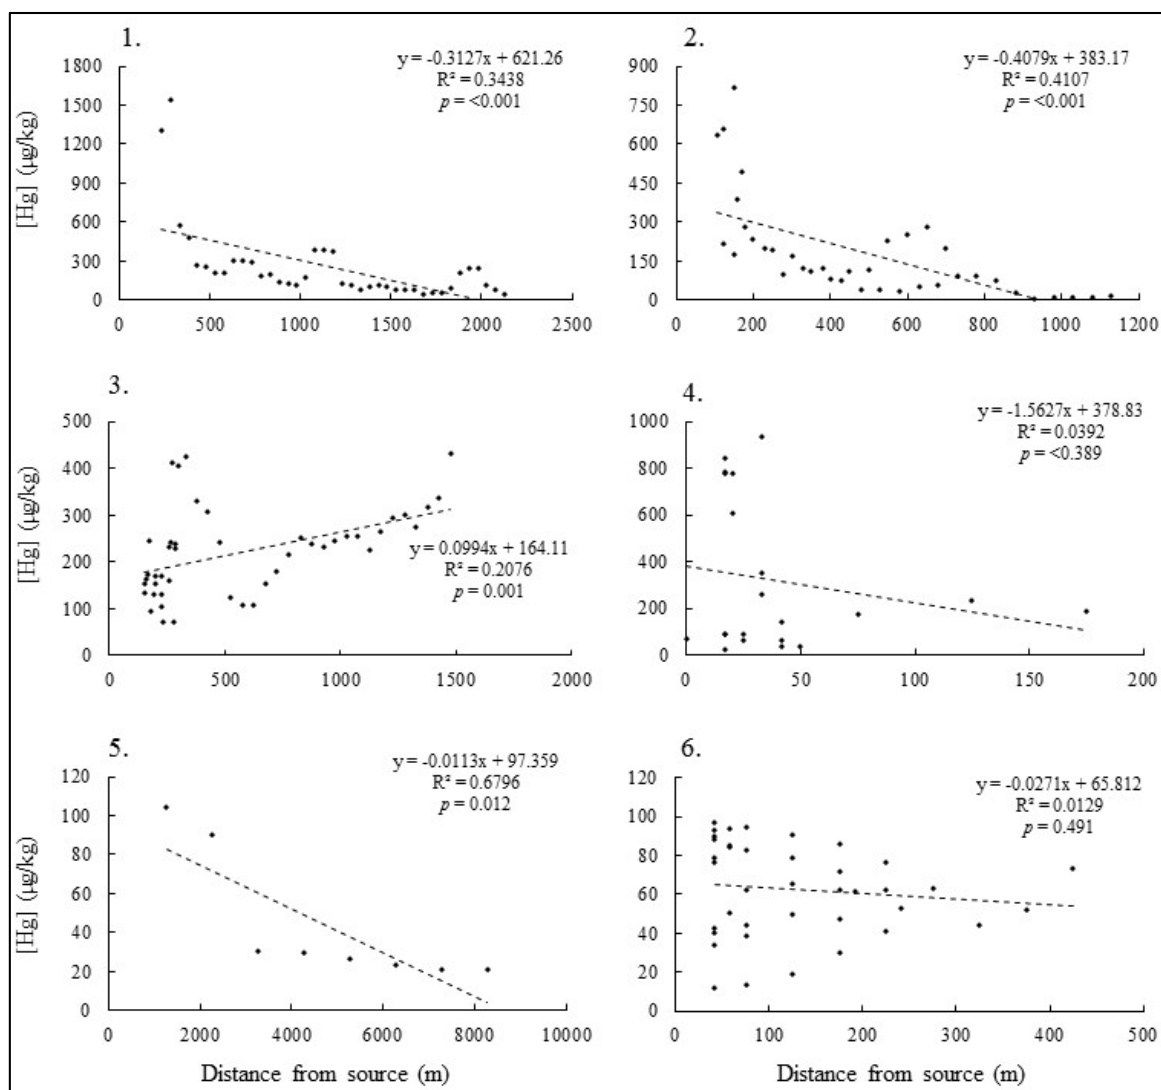 1.
y = -0.3127x + 621.26
R² = 0.3438
p = <0.001
[Hg] (µg/kg)
1800
1500
1200
900
600
300
0
0 500 1000 1500 2000 2500
2.
y = -0.4079x + 383.17
R² = 0.4107
p = <0.001
900
750
600
450
300
150
0
0 200 400 600 800 1000 1200
3.
[Hg] (µg/kg)
500
400
300
200
100
0
y = 0.0994x + 164.11
R² = 0.2076
p = 0.001
0 500 1000 1500 2000
4.
y = -1.5627x + 378.83
R² = 0.0392
p = <0.389
1000
800
600
400
200
0
0 50 100 150 200
5.
y = -0.0113x + 97.359
R² = 0.6796
p = 0.012
[Hg] (µg/kg)
120
100
80
60
40
20
0
0 2000 4000 6000 8000 10000
Distance from source (m)
6.
y = -0.0271x + 65.812
R² = 0.0129
p = 0.491
120
100
80
60
40
20
0
0 100 200 300 400 500
Distance from source (m)